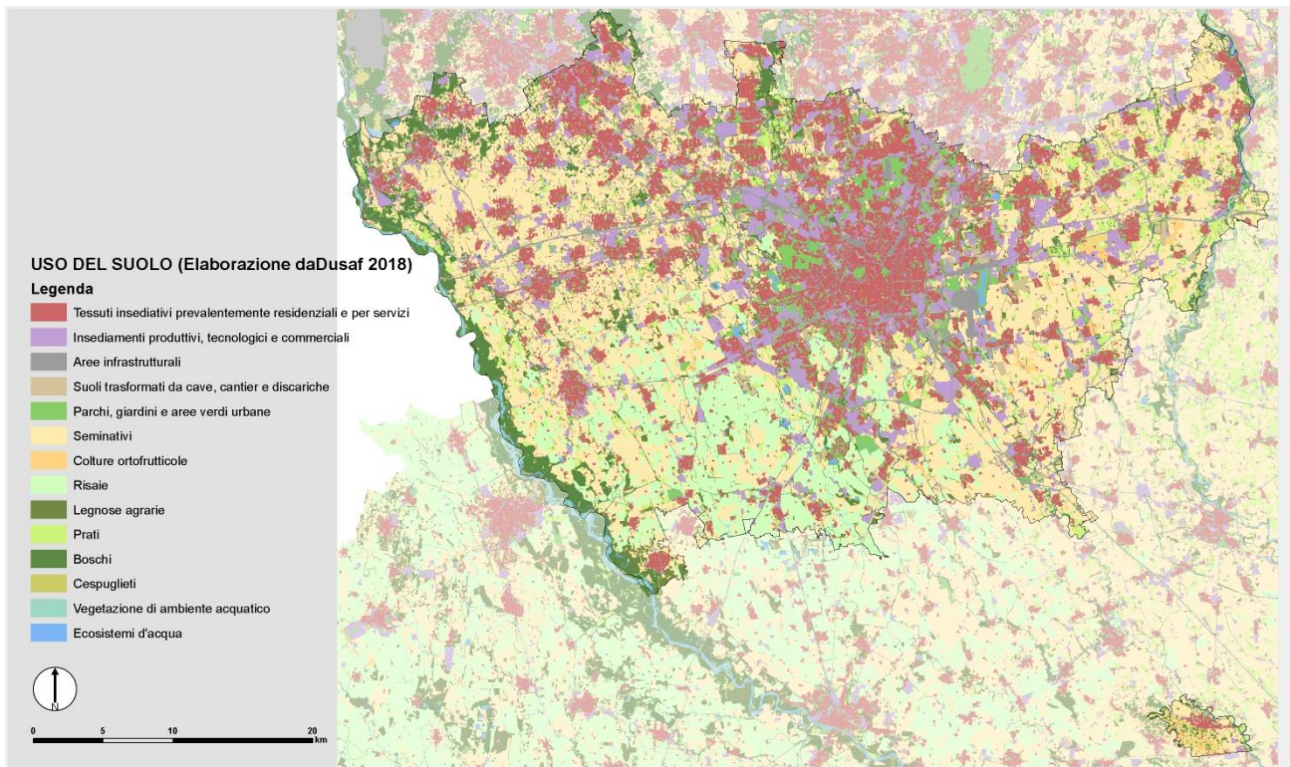 USO DEL SUOLO (Elaborazione daDusaf 2018)
Legenda
Tessuti insediativi prevalentemente residenziali e per servizi
Insediamenti produttivi, tecnologici e commerciali
Aree infrastrutturali
Suoli trasformati da cave, cantier e discariche
Parchi, giardini e aree verdi urbane
Seminativi
Colture ortofrutticole
Risaie
Legnose agrarie
Prati
Boschi
Cespuglieti
Vegetazione di ambiente acquatico
Ecosistemi d'acqua
N
0 5 10 20
km